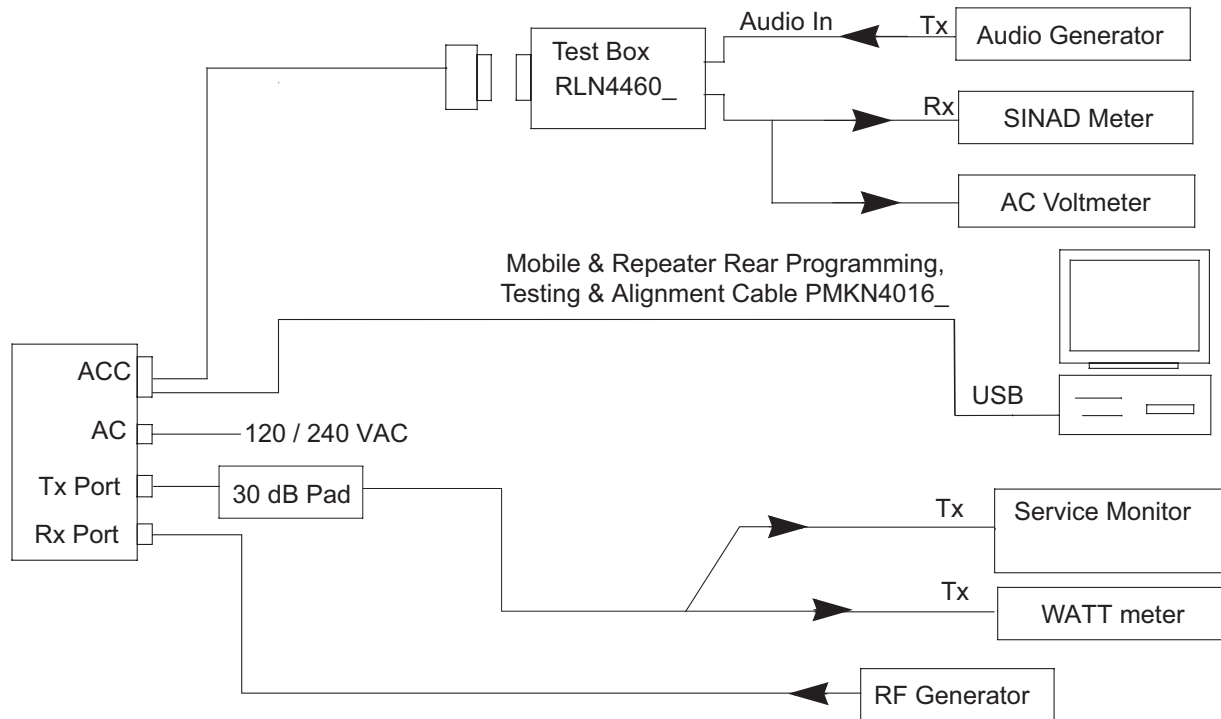 Audio In
Tx
Audio Generator
Test Box
RLN4460_
Rx
SINAD Meter
AC Voltmeter
Mobile & Repeater Rear Programming,
Testing & Alignment Cable PMKN4016_
ACC
USB
AC
120 / 240 VAC
Tx Port
30 dB Pad
Tx
Service Monitor
Rx Port
Tx
WATT meter
RF Generator